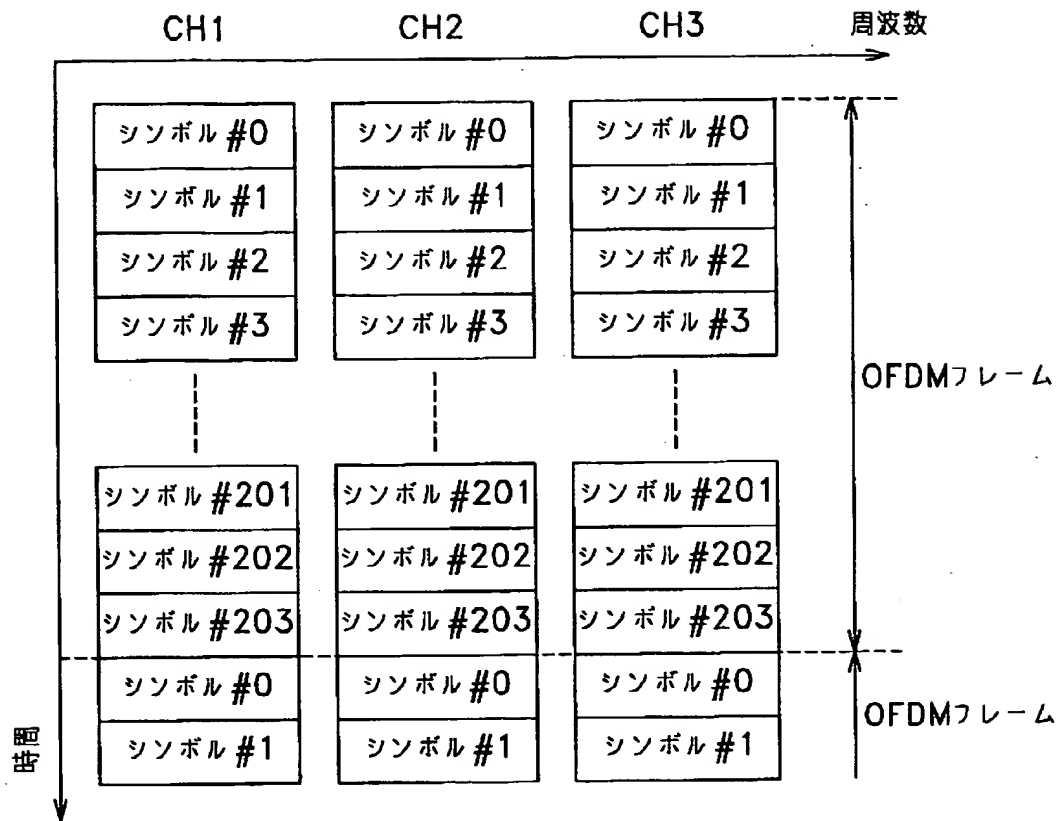 CH1 CH2 CH3 周波数
シンボル #0 シンボル #0 シンボル #0
シンボル #1 シンボル #1 シンボル #1
シンボル #2 シンボル #2 シンボル #2
シンボル #3 シンボル #3 シンボル #3
OFDMフレーム
シンボル #201 シンボル #201 シンボル #201
シンボル #202 シンボル #202 シンボル #202
シンボル #203 シンボル #203 シンボル #203
シンボル #0 シンボル #0 シンボル #0
OFDMフレーム
シンボル #1 シンボル #1 シンボル #1
時間